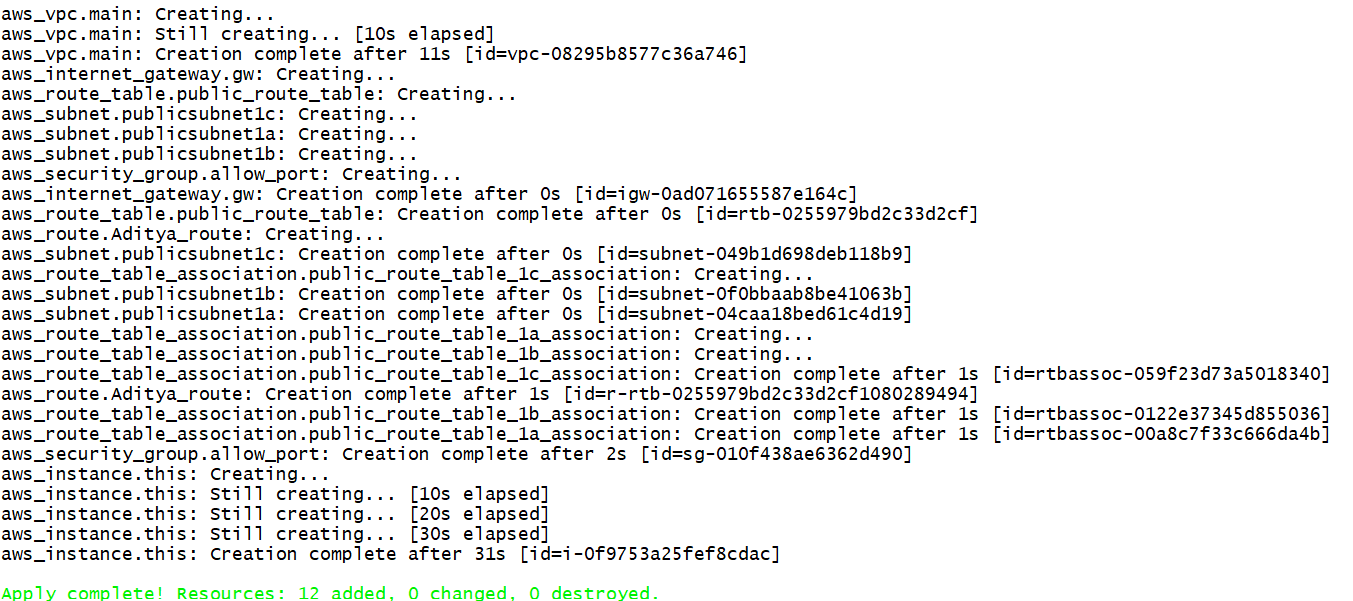 aws_vpc.main: Creating...
aws_vpc.main: Still creating... [10s elapsed]
aws_vpc.main: Creation complete after 11s [id=vpc-08295b8577c36a746]
aws_internet_gateway.gw: Creating...
aws_route_table.public_route_table: Creating...
aws_subnet.publicsubnet1c: Creating...
aws_subnet.publicsubnet1a: Creating...
aws_subnet.publicsubnet1b: Creating...
aws_security_group.allow_port: Creating...
aws_internet_gateway.gw: Creation complete after 0s [id=igw-0ad071655587e164c]
aws_route_table.public_route_table: Creation complete after 0s [id=rtb-0255979bd2c33d2cf]
aws_route.Aditya_route: Creating...
aws_subnet.publicsubnet1c: Creation complete after 0s [id=subnet-049b1d698deb118b9]
aws_route_table_association.public_route_table_1c_association: Creating...
aws_subnet.publicsubnet1b: Creation complete after 0s [id=subnet-0f0bbaab8be41063b]
aws_subnet.publicsubnet1a: Creation complete after 0s [id=subnet-04caa18bed61c4d19]
aws_route_table_association.public_route_table_1a_association: Creating...
aws_route_table_association.public_route_table_1b_association: Creating...
aws_route_table_association.public_route_table_1c_association: Creation complete after 1s [id=rtbassoc-059f23d73a5018340]
aws_route.Aditya_route: Creation complete after 1s [id=r-rtb-0255979bd2c33d2cf1080289494]
aws_route_table_association.public_route_table_1b_association: Creation complete after 1s [id=rtbassoc-0122e37345d855036]
aws_route_table_association.public_route_table_1a_association: Creation complete after 1s [id=rtbassoc-00a8c7f33c666da4b]
aws_security_group.allow_port: Creation complete after 2s [id=sg-010f438ae6362d490]
aws_instance.this: Creating...
aws_instance.this: Still creating... [10s elapsed]
aws_instance.this: Still creating... [20s elapsed]
aws_instance.this: Still creating... [30s elapsed]
aws_instance.this: Creation complete after 31s [id=i-0f9753a25fef8cdac]
Apply complete! Resources: 12 added, 0 changed, 0 destroyed.